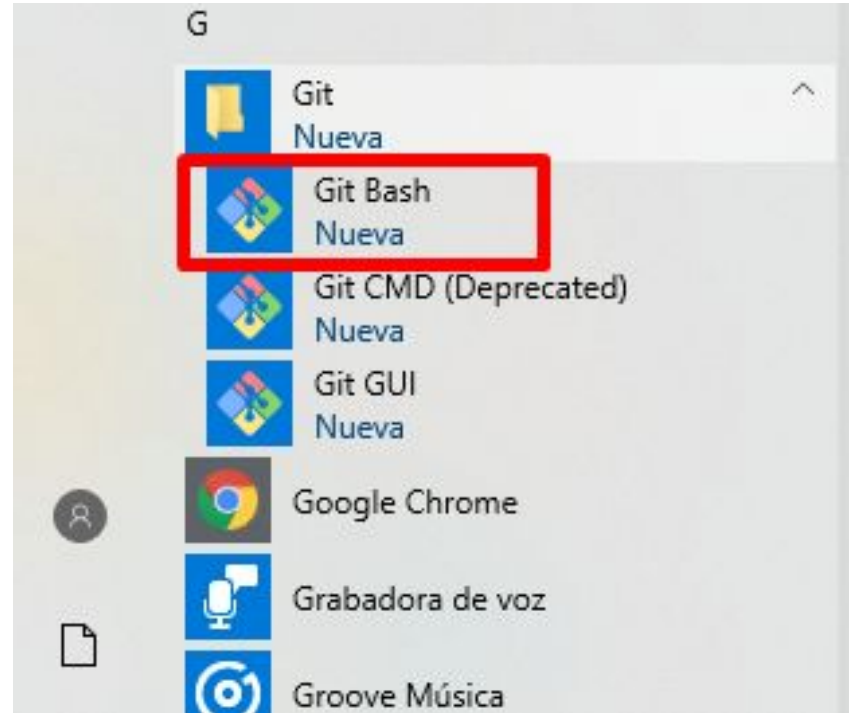 G
Git
Nueva
Git Bash
Nueva
Git CMD (Deprecated)
Nueva
Git GUI
Nueva
Google Chrome
Grabadora de voz
Groove Música